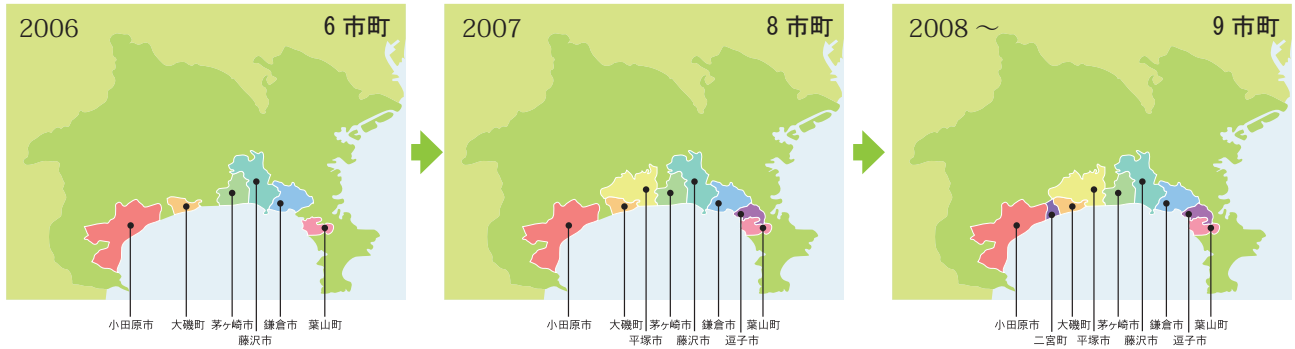 2006
6 市町
小田原市 大磯町 茅ヶ崎市 鎌倉市 葉山町
藤沢市
2007
8 市町
小田原市 大磯町 茅ヶ崎市 鎌倉市 葉山町
平塚市 藤沢市 逗子市
2008 ～
9 市町
小田原市 大磯町 茅ヶ崎市 鎌倉市 葉山町
二宮町 平塚市 藤沢市 逗子市